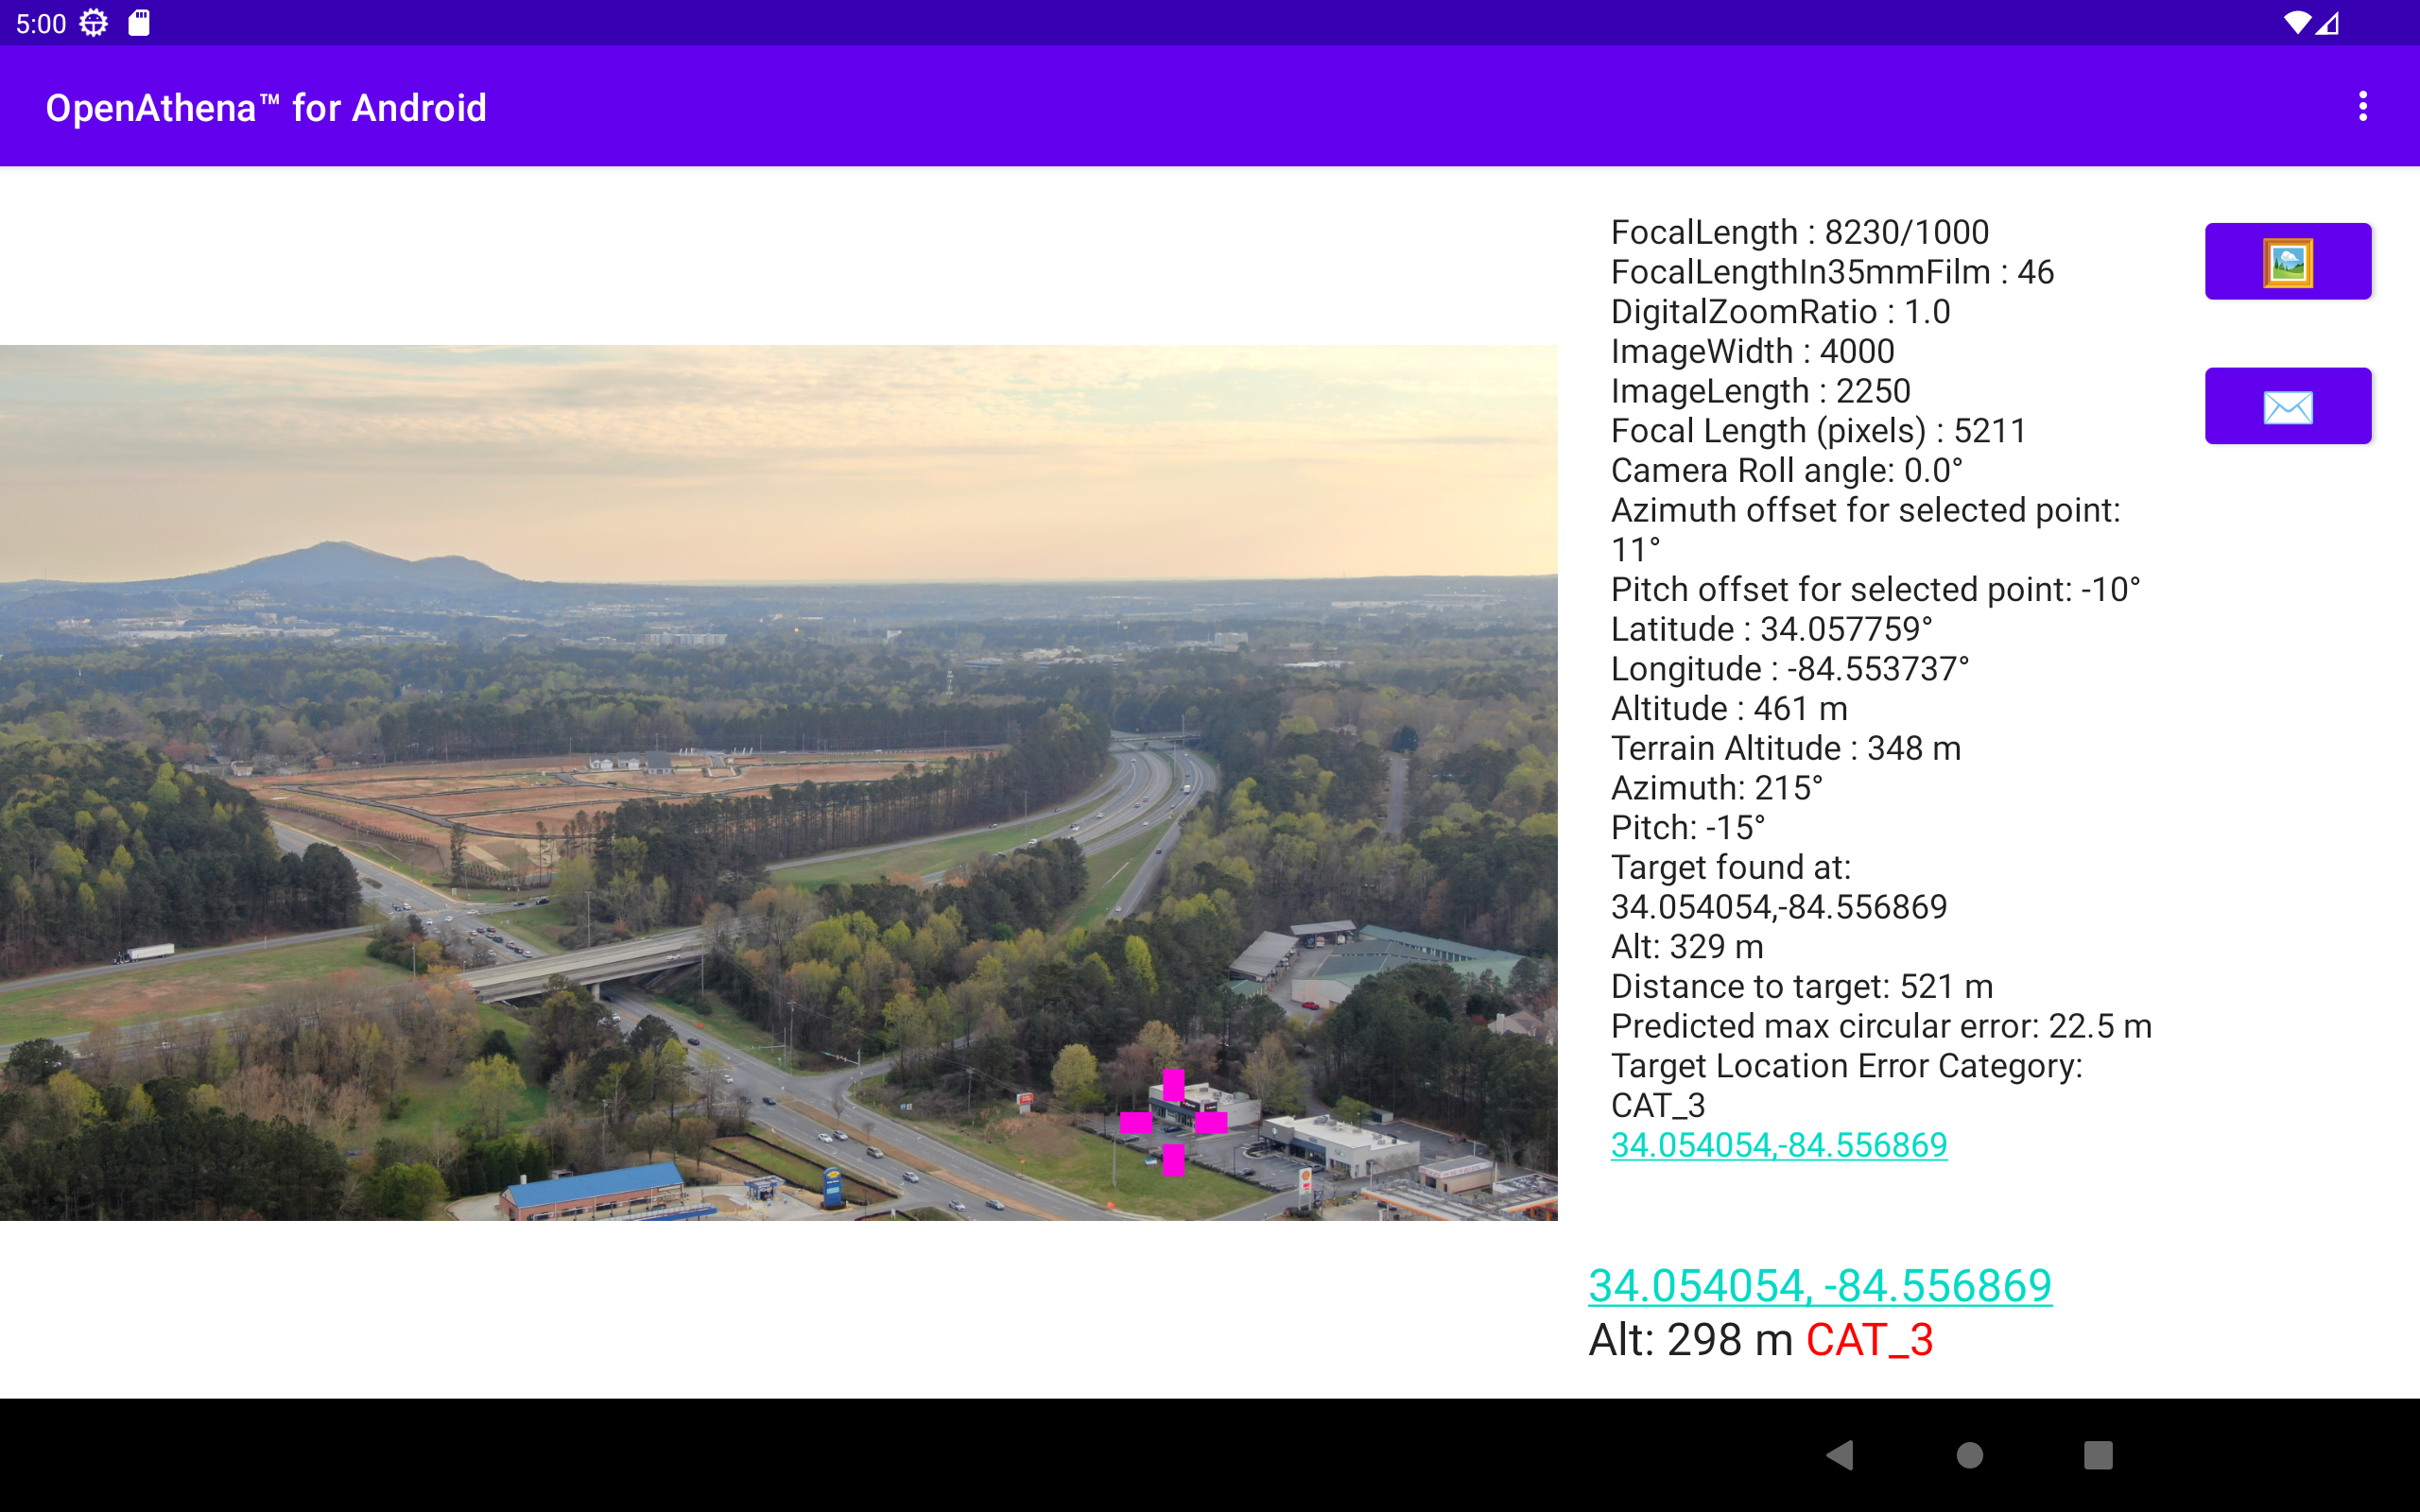 5:00
OpenAthena™ for Android
FocalLength : 8230/1000
FocalLengthIn35mmFilm : 46
DigitalZoomRatio : 1.0
ImageWidth : 4000
ImageLength : 2250
Focal Length (pixels) : 5211
Camera Roll angle: 0.0°
Azimuth offset for selected point:
11°
Pitch offset for selected point: -10°
Latitude : 34.057759°
Longitude : -84.553737°
Altitude : 461 m
Terrain Altitude : 348 m
Azimuth: 215°
Pitch: -15°
Target found at:
34.054054,-84.556869
Alt: 329 m
Distance to target: 521 m
Predicted max circular error: 22.5 m
Target Location Error Category:
CAT_3
34.054054,-84.556869
34.054054, -84.556869
Alt: 298 m CAT_3